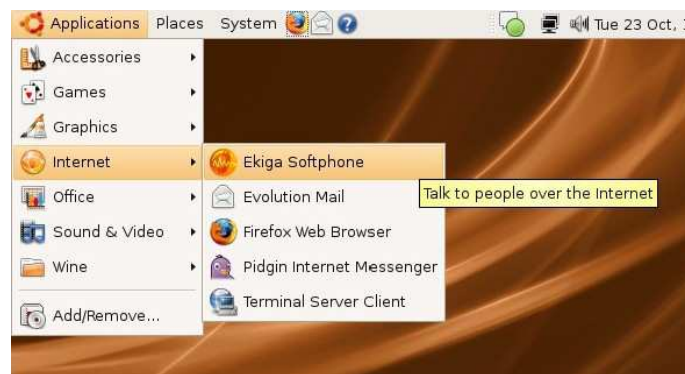 Applications Places System Tue 23 Oct, 1
Accessories
Games
Graphics
Internet
Office
Sound & Video
Wine
Add/Remove...
Ekiga Softphone
Talk to people over the Internet
Evolution Mail
Firefox Web Browser
Pidgin Internet Messenger
Terminal Server Client